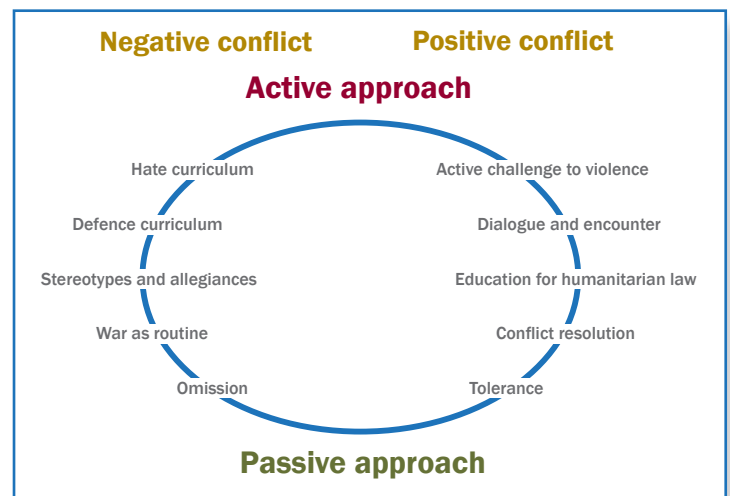 Negative conflict
Positive conflict
Active approach
Hate curriculum
Active challenge to violence
Defence curriculum
Dialogue and encounter
Stereotypes and allegiances
Education for humanitarian law
War as routine
Conflict resolution
Omission
Tolerance
Passive approach